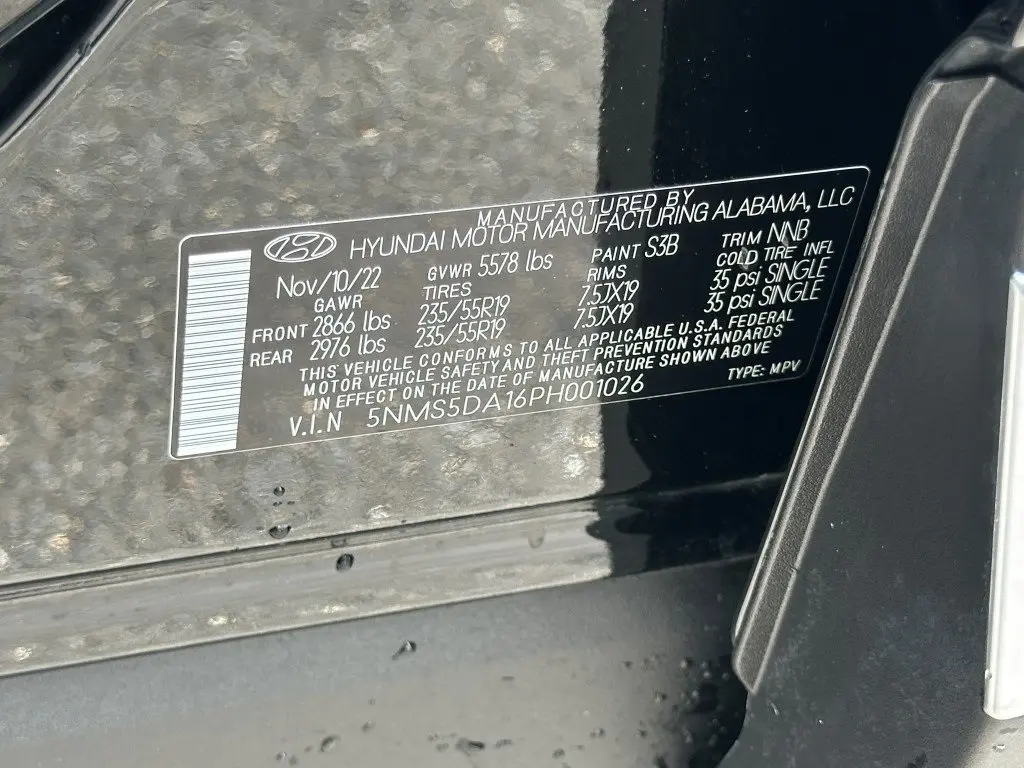 MANUFACTURED BY
HYUNDAI MOTOR MANUFACTURING ALABAMA, LLC
Nov/10/22 GVWR 5578 lbs PAINT S3B TRIM NNB
GAWR TIRES RIMS COLD TIRE INFL
FRONT 2866 lbs 235/55R19 7.5JX19 35 psi SINGLE
REAR 2976 lbs 235/55R19 7.5JX19 35 psi SINGLE
THIS VEHICLE CONFORMS TO ALL APPLICABLE U.S.A. FEDERAL
MOTOR VEHICLE SAFETY AND THEFT PREVENTION STANDARDS
IN EFFECT ON THE DATE OF MANUFACTURE SHOWN ABOVE
V.I.N 5NMS5DA16PH001026 TYPE: MPV